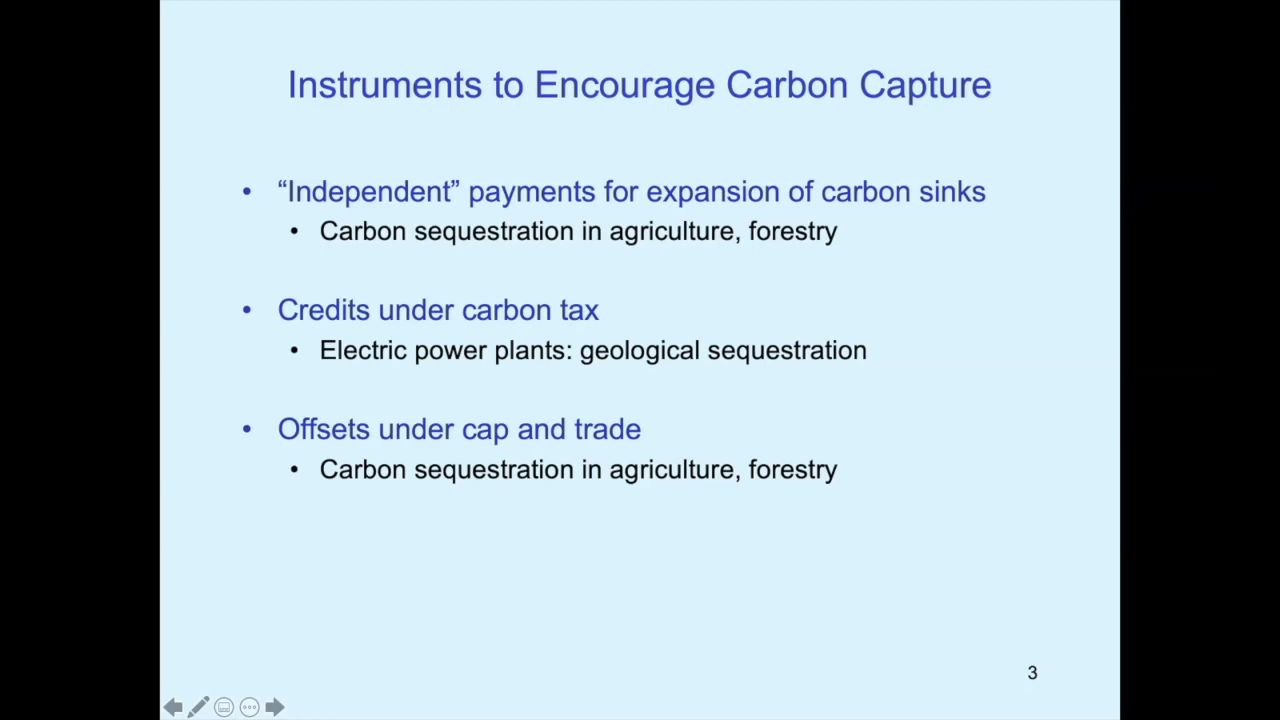 Instruments to Encourage Carbon Capture
• “Independent” payments for expansion of carbon sinks
• Carbon sequestration in agriculture, forestry
• Credits under carbon tax
• Electric power plants: geological sequestration
• Offsets under cap and trade
• Carbon sequestration in agriculture, forestry
3